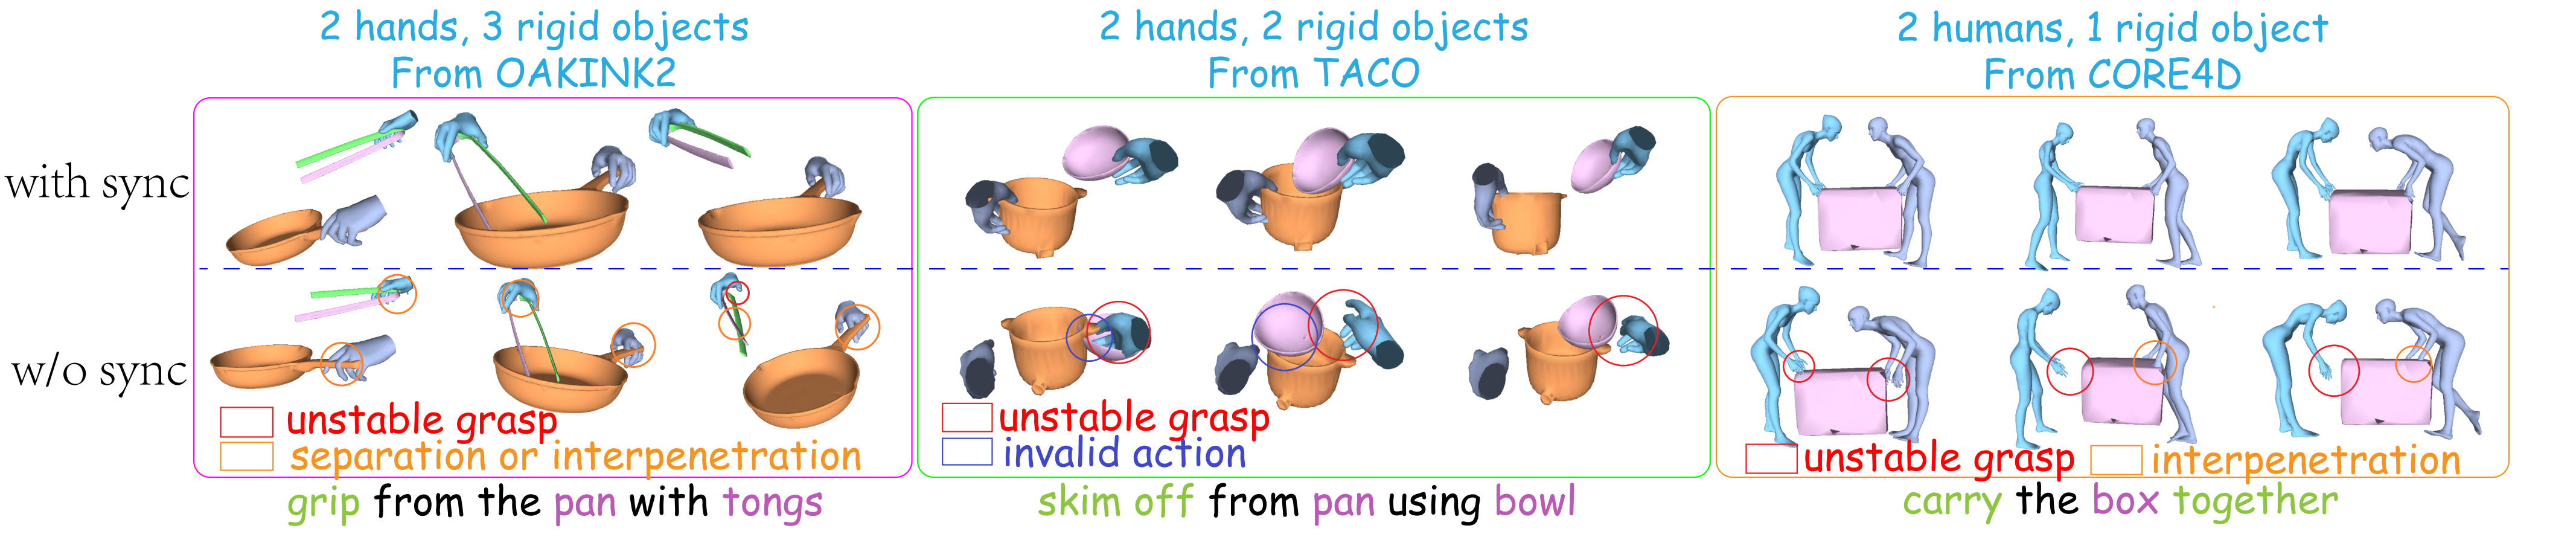 2 hands, 3 rigid objects
From OAKINK2
2 hands, 2 rigid objects
From TACO
2 humans, 1 rigid object
From CORE4D
with sync
w/o sync
unstable grasp
separation or interpenetration
unstable grasp
invalid action
unstable grasp
interpenetration
grip from the pan with tongs
skim off from pan using bowl
carry the box together